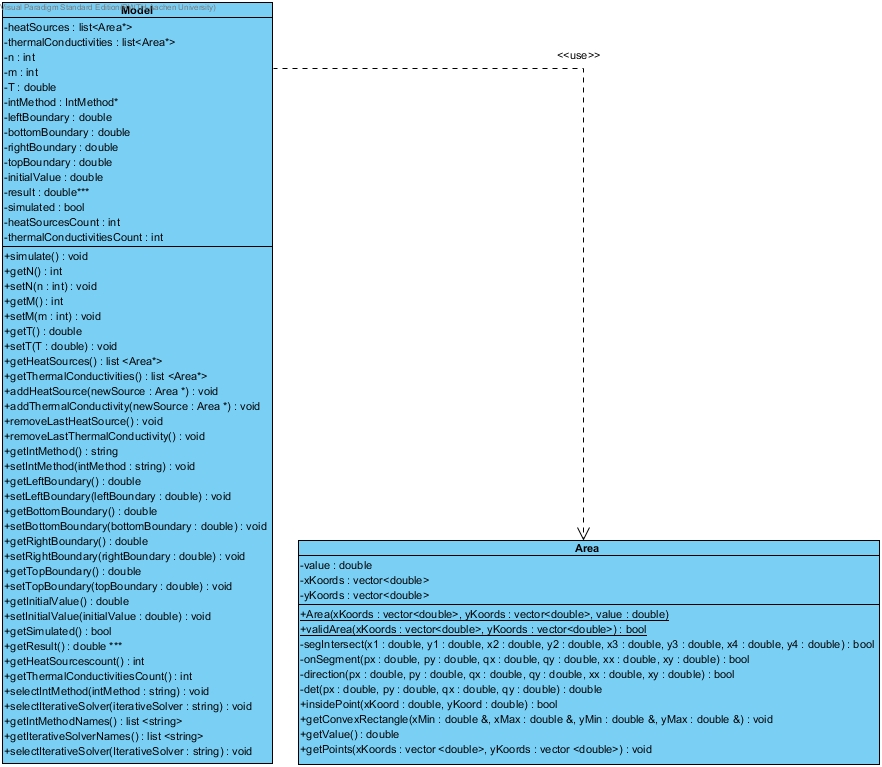 Visual Paradigm Standard Edition
achen University)
Model
-heatSources : list<Area*>
-thermalConductivities : list<Area*>
-n : int
-m : int
-T : double
-intMethod : IntMethod*
-leftBoundary : double
-bottomBoundary : double
-rightBoundary : double
-topBoundary : double
-initialValue : double
-result : double***
-simulated : bool
-heatSourcesCount : int
-thermalConductivitiesCount : int
+simulate() : void
+getN() : int
+setN(n : int) : void
+getM() : int
+setM(m : int) : void
+getT() : double
+setT(T : double) : void
+getHeatSources() : list <Area*>
+getThermalConductivities() : list <Area*>
+addHeatSource(newSource : Area *) : void
+addThermalConductivity(newSource : Area *) : void
+removeLastHeatSource() : void
+removeLastThermalConductivity() : void
+getIntMethod() : string
+setIntMethod(intMethod : string) : void
+getLeftBoundary() : double
+setLeftBoundary(leftBoundary : double) : void
+getBottomBoundary() : double
+setBottomBoundary(bottomBoundary : double) : void
+getRightBoundary() : double
+setRightBoundary(rightBoundary : double) : void
+getTopBoundary() : double
+setTopBoundary(topBoundary : double) : void
+getInitialValue() : double
+setInitialValue(initialValue : double) : void
+getSimulated() : bool
+getResult() : double ***
+getHeatSourcescount() : int
+getThermalConductivitiesCount() : int
+selectIntMethod(intMethod : string) : void
+selectIterativeSolver(iterativeSolver : string) : void
+getIntMethodNames() : list <string>
+getIterativeSolverNames() : list <string>
+selectIterativeSolver(IterativeSolver : string) : void
<<use>>
Area
-value : double
-xKoords : vector<double>
-yKoords : vector<double>
+Area(xKoords : vector<double>, yKoords : vector<double>, value : double)
+validArea(xKoords : vector<double>, yKoords : vector<double>) : bool
-segIntersect(x1 : double, y1 : double, x2 : double, y2 : double, x3 : double, y3 : double, x4 : double, y4 : double) : bool
-onSegment(px : double, py : double, qx : double, qy : double, xx : double, xy : double) : bool
-direction(px : double, py : double, qx : double, qy : double, xx : double, xy : double) : bool
-det(px : double, py : double, qx : double, qy : double) : double
+insidePoint(xKoord : double, yKoord : double) : bool
+getConvexRectangle(xMin : double &, xMax : double &, yMin : double &, yMax : double &) : void
+getValue() : double
+getPoints(xKoords : vector <double>, yKoords : vector <double>) : void